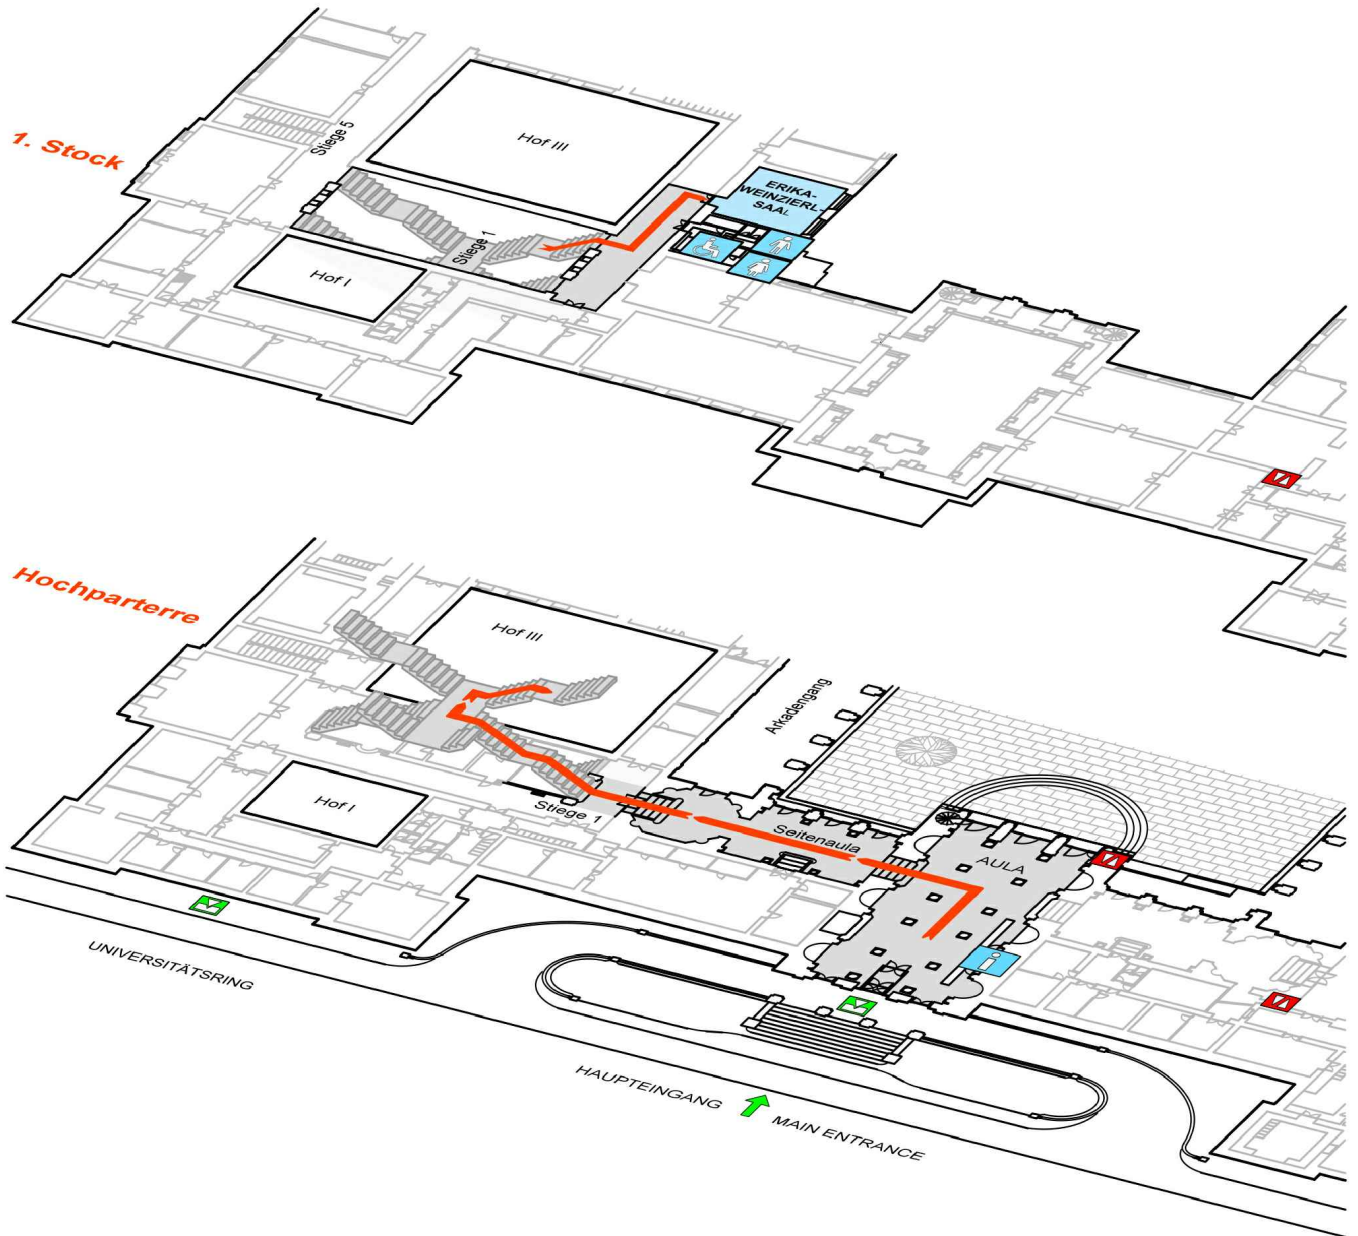 1. Stock
Stiege 5
Hof III
ERIKA-
WEINZIERL-
SAAL
Stiege 1
Hof I
Hochparterre
Hof III
Arkadengang
Hof I
Stiege 1
Seitenaula
AULA
i
UNIVERSITÄTSRING
HAUPTEINGANG
MAIN ENTRANCE